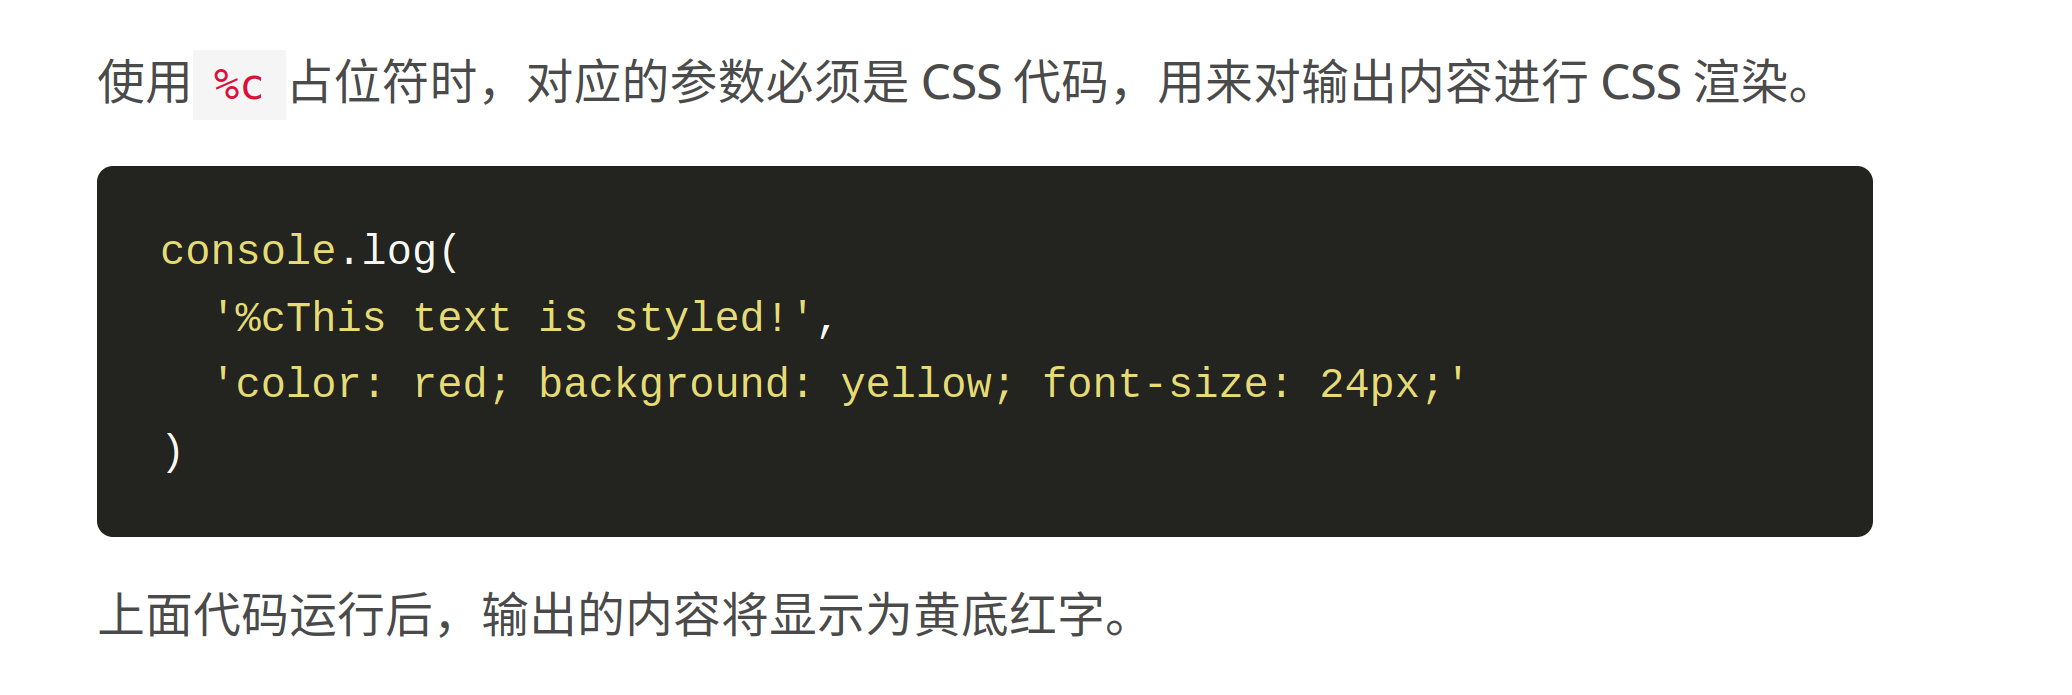 使用 %c 占位符时，对应的参数必须是 CSS 代码，用来对输出内容进行 CSS 渲染。
console.log(
  '%cThis text is styled!',
  'color: red; background: yellow; font-size: 24px;'
)
上面代码运行后，输出的内容将显示为黄底红字。